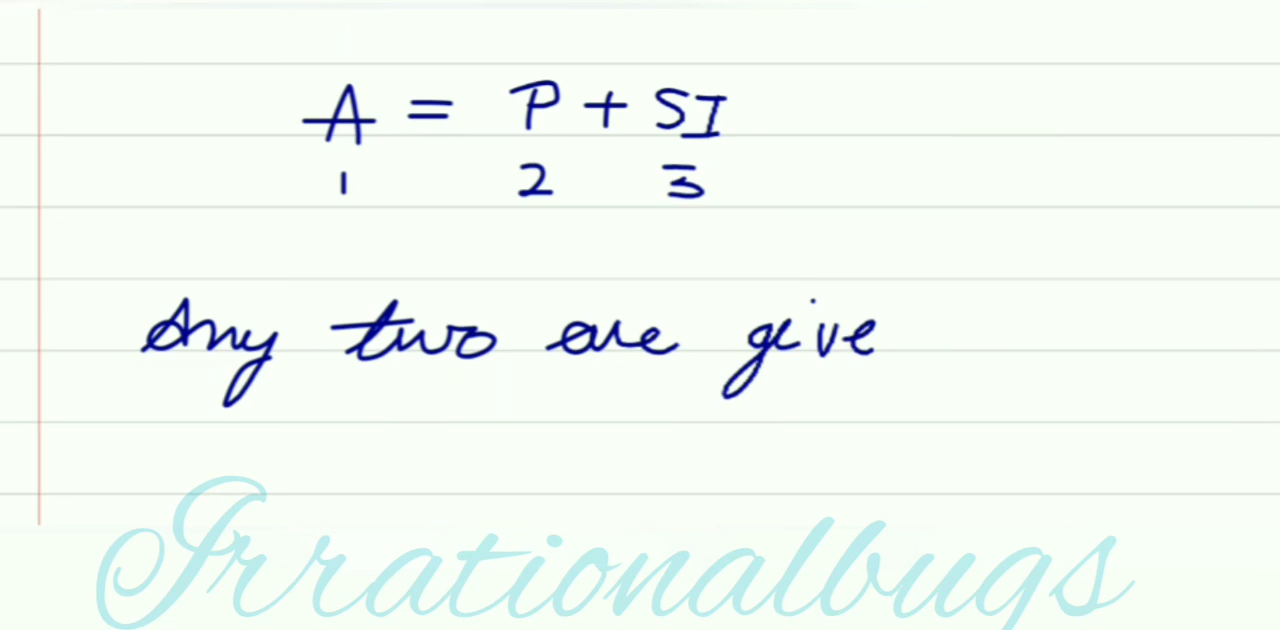 A = P + SI
1 2 3
Any two are give
Irrationalbugs